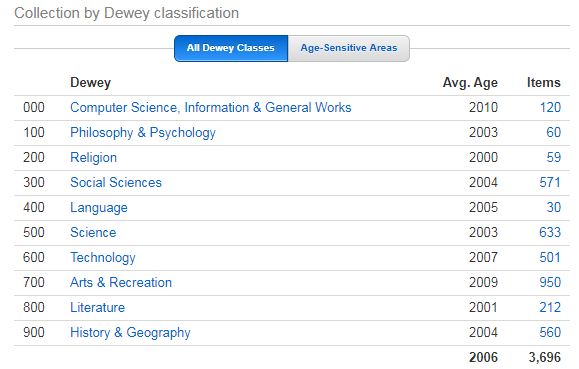 Collection by Dewey classification
All Dewey Classes Age-Sensitive Areas
Dewey Avg. Age Items
000 Computer Science, Information & General Works 2010 120
100 Philosophy & Psychology 2003 60
200 Religion 2000 59
300 Social Sciences 2004 571
400 Language 2005 30
500 Science 2003 633
600 Technology 2007 501
700 Arts & Recreation 2009 950
800 Literature 2001 212
900 History & Geography 2004 560
2006 3,696